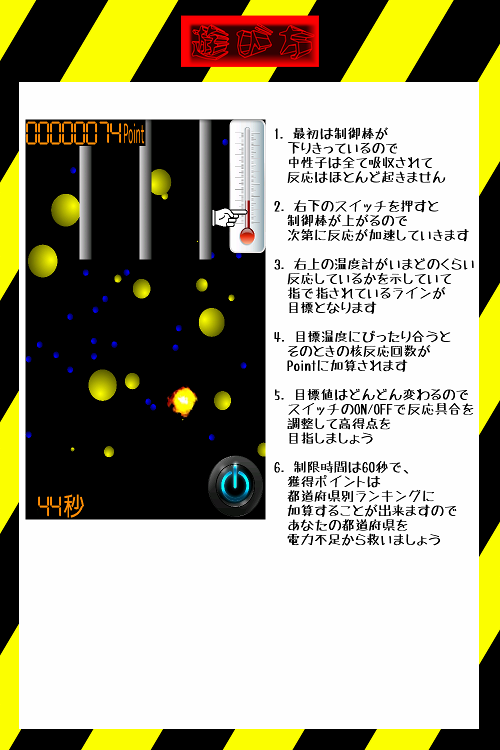 遊び方
00000074Point
1. 最初は制御棒が
下りきっているので
中性子は全て吸収されて
反応はほとんど起きません
2. 右下のスイッチを押すと
制御棒が上がるので
次第に反応が加速していきます
3. 右上の温度計がいまどのくらい
反応しているかを示していて
指で指されているラインが
目標となります
4. 目標温度にぴったり合うと
そのときの核反応回数が
Pointに加算されます
5. 目標値はどんどん変わるので
スイッチのON/OFFで反応具合を
調整して高得点を
目指しましょう
6. 制限時間は60秒で、
獲得ポイントは
都道府県別ランキングに
加算することが出来ますので
あなたの都道府県を
電力不足から救いましょう
44秒